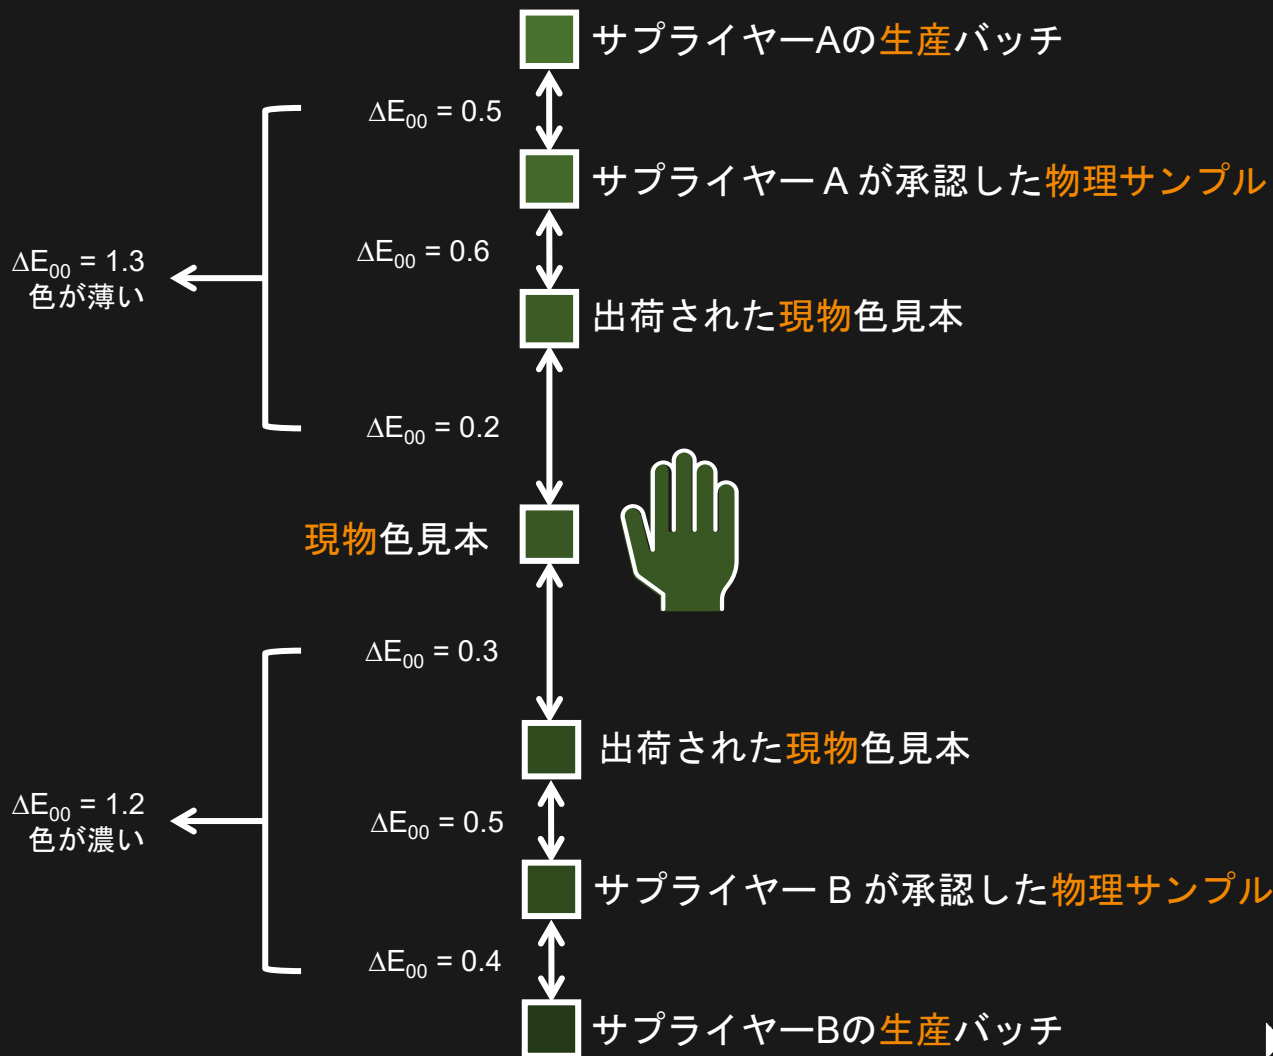 サプライヤーAの生産バッチ
ΔE00 = 0.5
サプライヤー A が承認した物理サンプル
ΔE00 = 0.6
ΔE00 = 1.3
色が薄い
出荷された現物色見本
ΔE00 = 0.2
現物色見本
ΔE00 = 0.3
出荷された現物色見本
ΔE00 = 1.2
色が濃い
ΔE00 = 0.5
サプライヤー B が承認した物理サンプル
ΔE00 = 0.4
サプライヤーBの生産バッチ